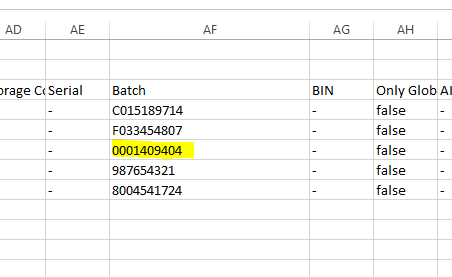 AD AE AF AG AH
orage Co Serial Batch BIN Only Glob Al
- C015189714 - false -
- F033454807 - false -
- 0001409404 - false -
- 987654321 - false -
- 8004541724 - false -